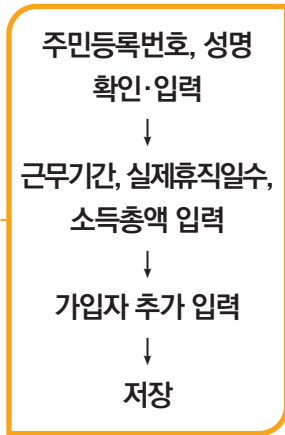 주민등록번호, 성명
확인·입력
↓
근무기간, 실제휴직일수,
소득총액 입력
↓
가입자 추가 입력
↓
저장